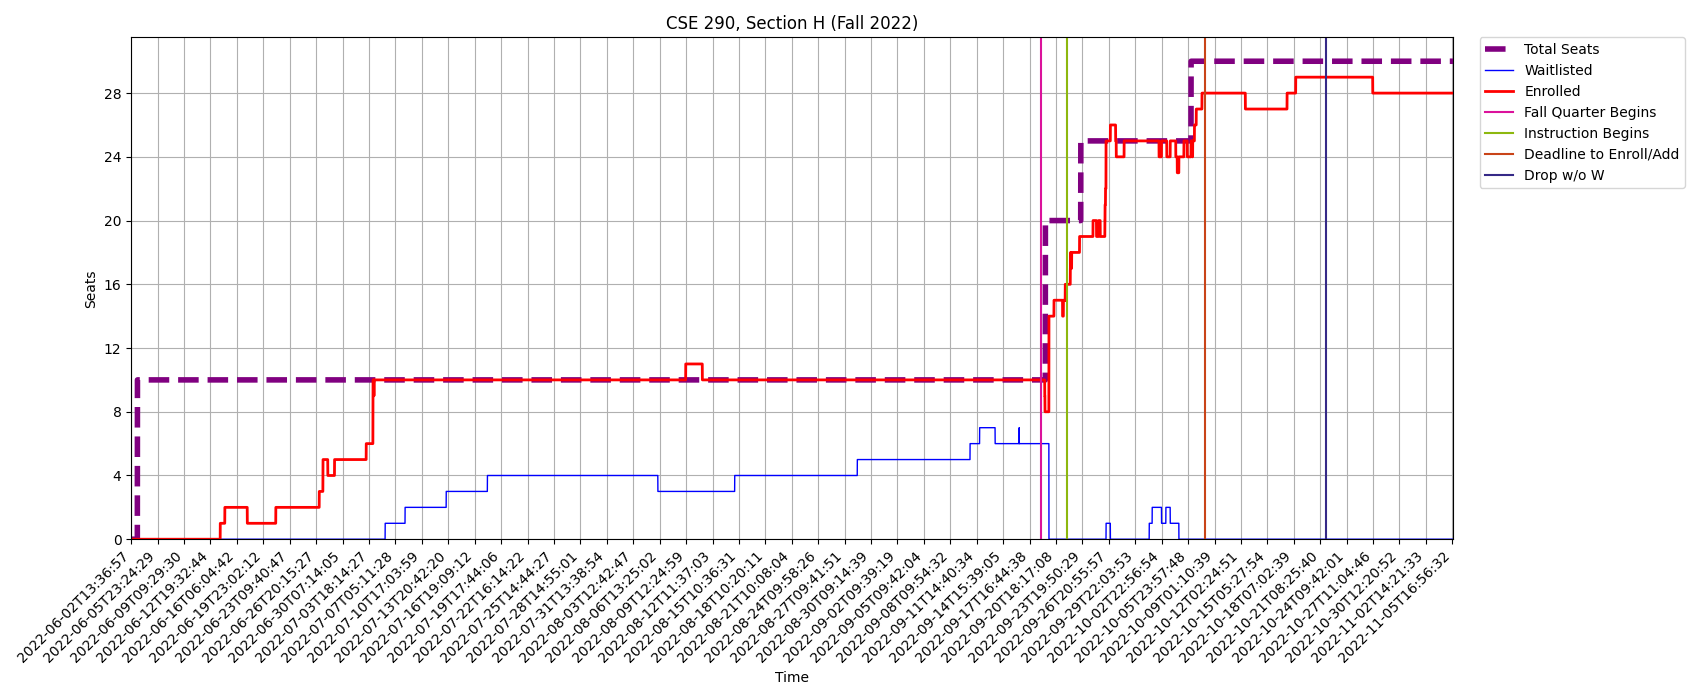 CSE 290, Section H (Fall 2022)
Total Seats
Waitlisted
Enrolled
Fall Quarter Begins
Instruction Begins
Deadline to Enroll/Add
Drop w/o W
Seats
28
24
20
16
12
8
4
0
2022-06-02T13:36:57
2022-06-05T23:24:29
2022-06-09T09:29:30
2022-06-12T19:32:44
2022-06-16T06:04:42
2022-06-19T23:02:12
2022-06-23T09:40:47
2022-06-26T20:15:27
2022-06-30T07:14:05
2022-07-03T18:14:27
2022-07-07T05:11:28
2022-07-10T17:03:59
2022-07-13T20:42:20
2022-07-16T19:09:12
2022-07-19T17:44:06
2022-07-22T16:14:22
2022-07-25T14:44:27
2022-07-28T14:55:01
2022-07-31T13:38:54
2022-08-03T12:42:47
2022-08-06T13:25:02
2022-08-09T12:24:59
2022-08-12T11:37:03
2022-08-15T10:36:31
2022-08-18T10:20:11
2022-08-21T10:08:04
2022-08-24T09:58:26
2022-08-27T09:41:51
2022-08-30T09:14:39
2022-09-02T09:39:19
2022-09-05T09:42:04
2022-09-08T09:54:32
2022-09-11T14:40:34
2022-09-14T15:39:05
2022-09-17T16:44:38
2022-09-20T18:17:08
2022-09-23T19:50:29
2022-09-26T20:55:57
2022-09-29T22:03:53
2022-10-02T22:56:54
2022-10-05T23:57:48
2022-10-09T01:10:39
2022-10-12T02:24:51
2022-10-15T05:27:54
2022-10-18T07:02:39
2022-10-21T08:25:40
2022-10-24T09:42:01
2022-10-27T11:04:46
2022-10-30T12:20:52
2022-11-02T14:21:33
2022-11-05T16:56:32
Time